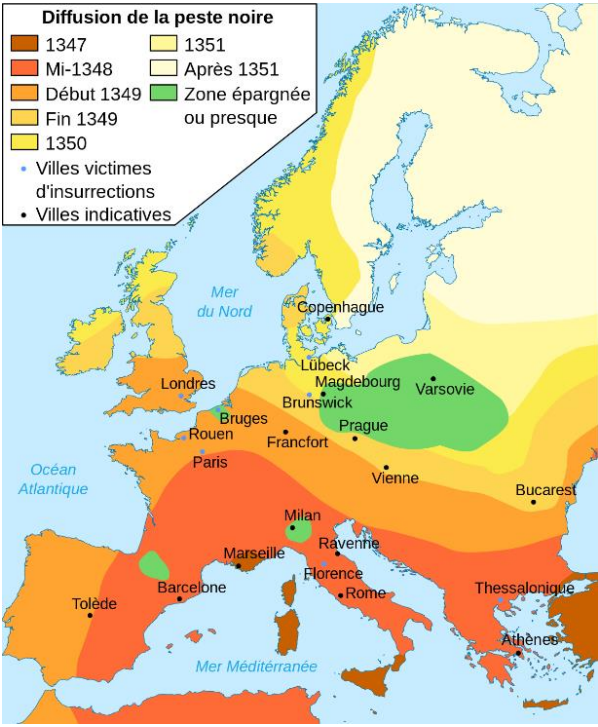 Diffusion de la peste noire
1347
Mi-1348
Début 1349
Fin 1349
1350
1351
Après 1351
Zone épargnée
ou presque
Villes victimes
d'insurrections
Villes indicatives
Mer
du Nord
Copenhague
Lübeck
Magdebourg
Brunswick
Varsovie
Londres
Bruges
Rouen
Paris
Francfort
Prague
Vienne
Bucarest
Océan
Atlantique
Milan
Ravenne
Marseille
Florence
Barcelone
Rome
Tolède
Thessalonique
Athènes
Mer Méditérranée